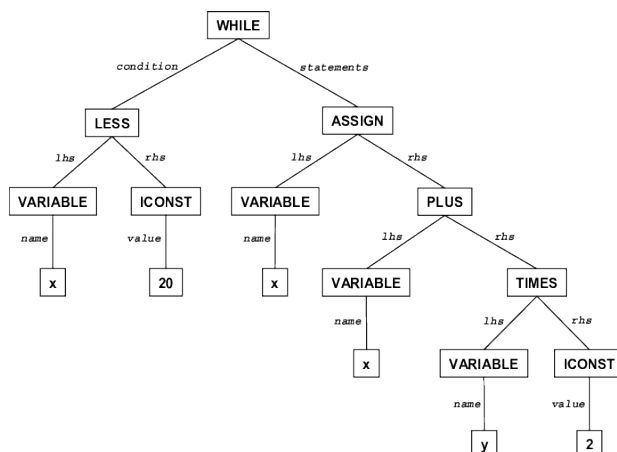 WHILE
condition statements
LESS ASSIGN
lhs rhs lhs rhs
VARIABLE ICONST VARIABLE PLUS
name value name lhs rhs
x 20 x VARIABLE TIMES
name lhs rhs
x VARIABLE ICONST
name value
y 2